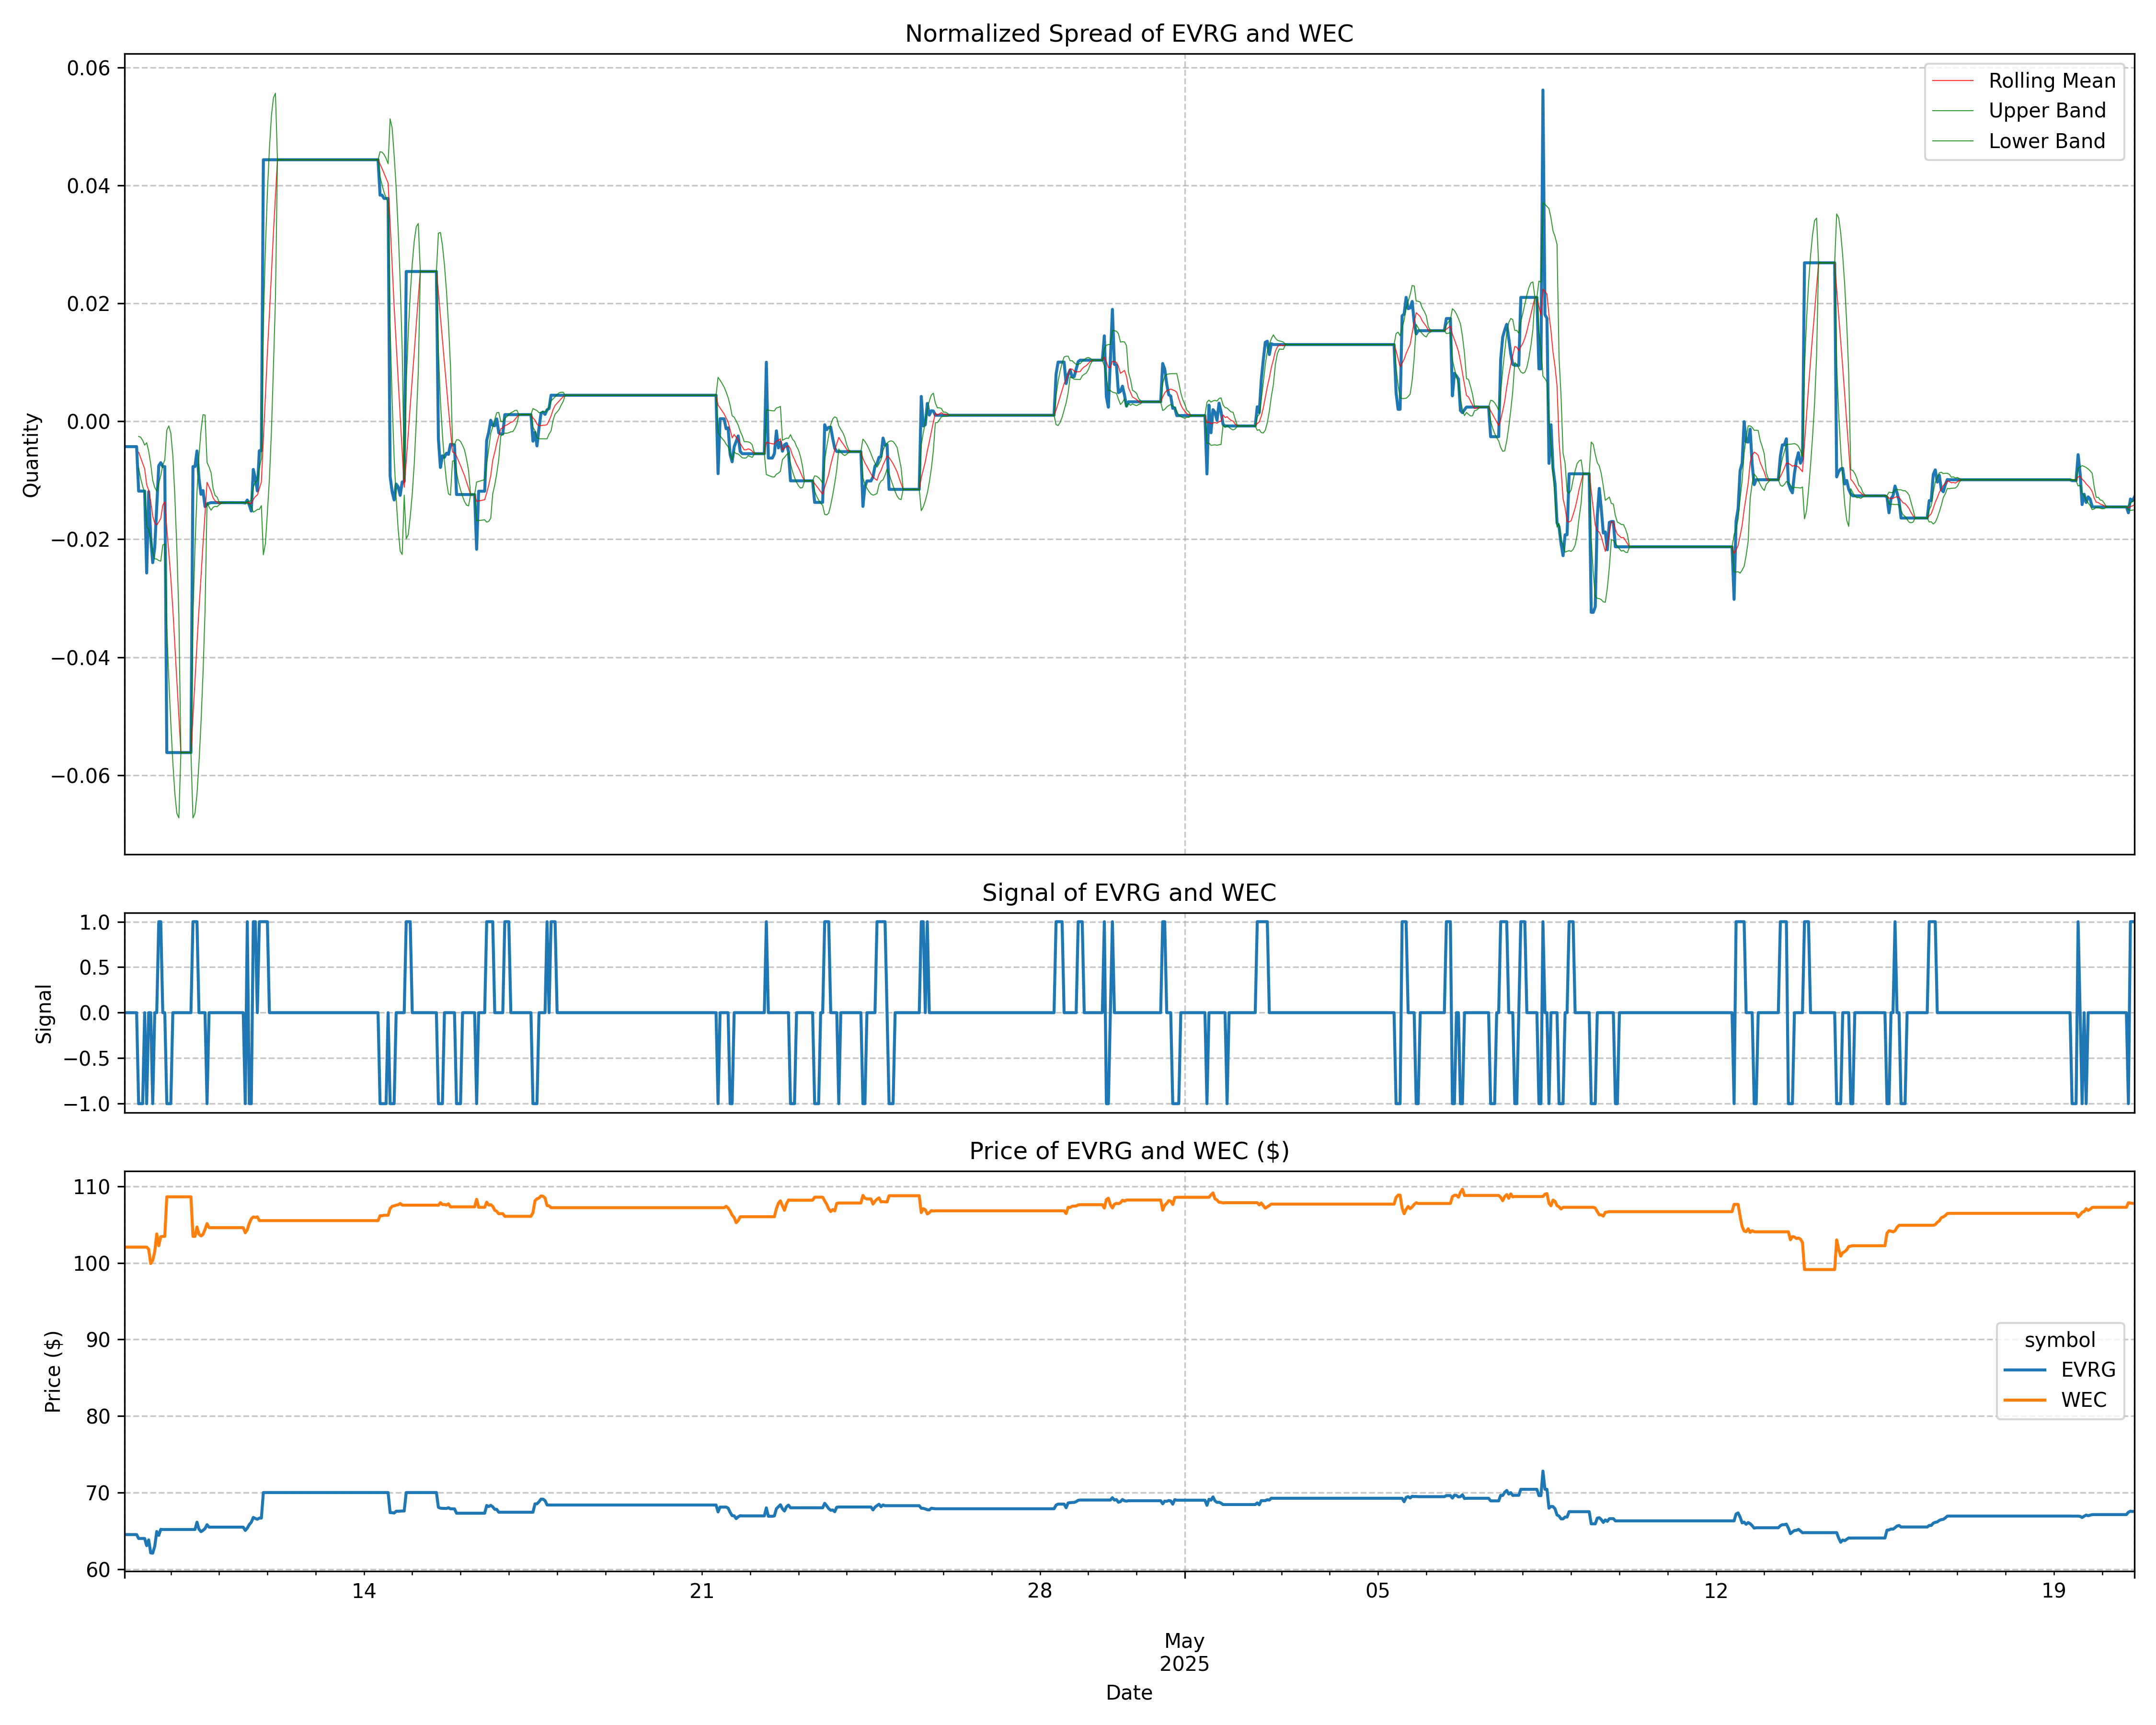 Normalized Spread of EVRG and WEC
0.06
0.04
0.02
0.00
−0.02
−0.04
−0.06
Quantity
Rolling Mean
Upper Band
Lower Band
Signal of EVRG and WEC
1.0
0.5
0.0
−0.5
−1.0
Signal
Price of EVRG and WEC ($)
110
100
90
80
70
60
Price ($)
symbol
EVRG
WEC
14
21
28
05
12
19
May
2025
Date